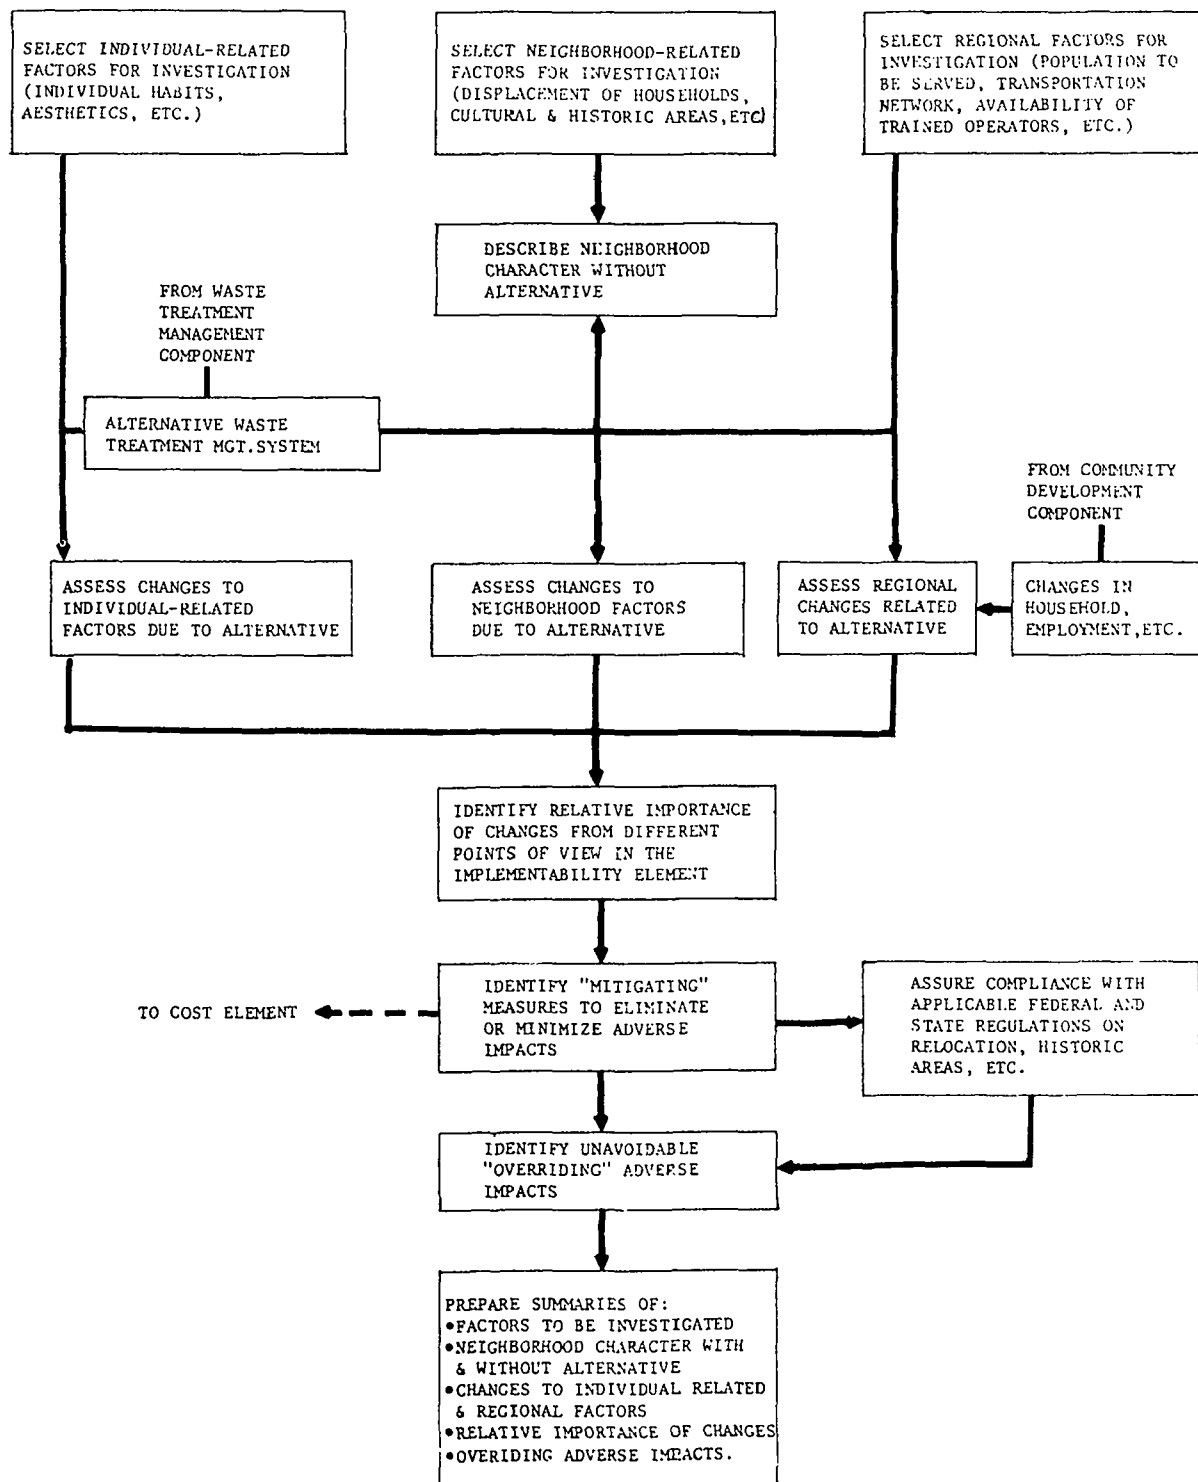 SELECT INDIVIDUAL-RELATED
FACTORS FOR INVESTIGATION
(INDIVIDUAL HABITS,
AESTHETICS, ETC.)
SELECT NEIGHBORHOOD-RELATED
FACTORS FOR INVESTIGATION
(DISPLACEMENT OF HOUSEHOLDS,
CULTURAL & HISTORIC AREAS,ETC)
SELECT REGIONAL FACTORS FOR
INVESTIGATION (POPULATION TO
BE SERVED, TRANSPORTATION
NETWORK, AVAILABILITY OF
TRAINED OPERATORS, ETC.)
DESCRIBE NEIGHBORHOOD
CHARACTER WITHOUT
ALTERNATIVE
FROM WASTE
TREATMENT
MANAGEMENT
COMPONENT
ALTERNATIVE WASTE
TREATMENT MGT.SYSTEM
FROM COMMUNITY
DEVELOPMENT
COMPONENT
ASSESS CHANGES TO
INDIVIDUAL-RELATED
FACTORS DUE TO ALTERNATIVE
ASSESS CHANGES TO
NEIGHBORHOOD FACTORS
DUE TO ALTERNATIVE
ASSESS REGIONAL
CHANGES RELATED
TO ALTERNATIVE
CHANGES IN
HOUSEHOLD,
EMPLOYMENT,ETC.
IDENTIFY RELATIVE IMPORTANCE
OF CHANGES FROM DIFFERENT
POINTS OF VIEW IN THE
IMPLEMENTABILITY ELEMENT
TO COST ELEMENT
IDENTIFY "MITIGATING"
MEASURES TO ELIMINATE
OR MINIMIZE ADVERSE
IMPACTS
ASSURE COMPLIANCE WITH
APPLICABLE FEDERAL AND
STATE REGULATIONS ON
RELOCATION, HISTORIC
AREAS, ETC.
IDENTIFY UNAVOIDABLE
"OVERRIDING" ADVERSE
IMPACTS
PREPARE SUMMARIES OF:
•FACTORS TO BE INVESTIGATED
•NEIGHBORHOOD CHARACTER WITH
& WITHOUT ALTERNATIVE
•CHANGES TO INDIVIDUAL RELATED
& REGIONAL FACTORS
•RELATIVE IMPORTANCE OF CHANGES
•OVERIDING ADVERSE IMPACTS.